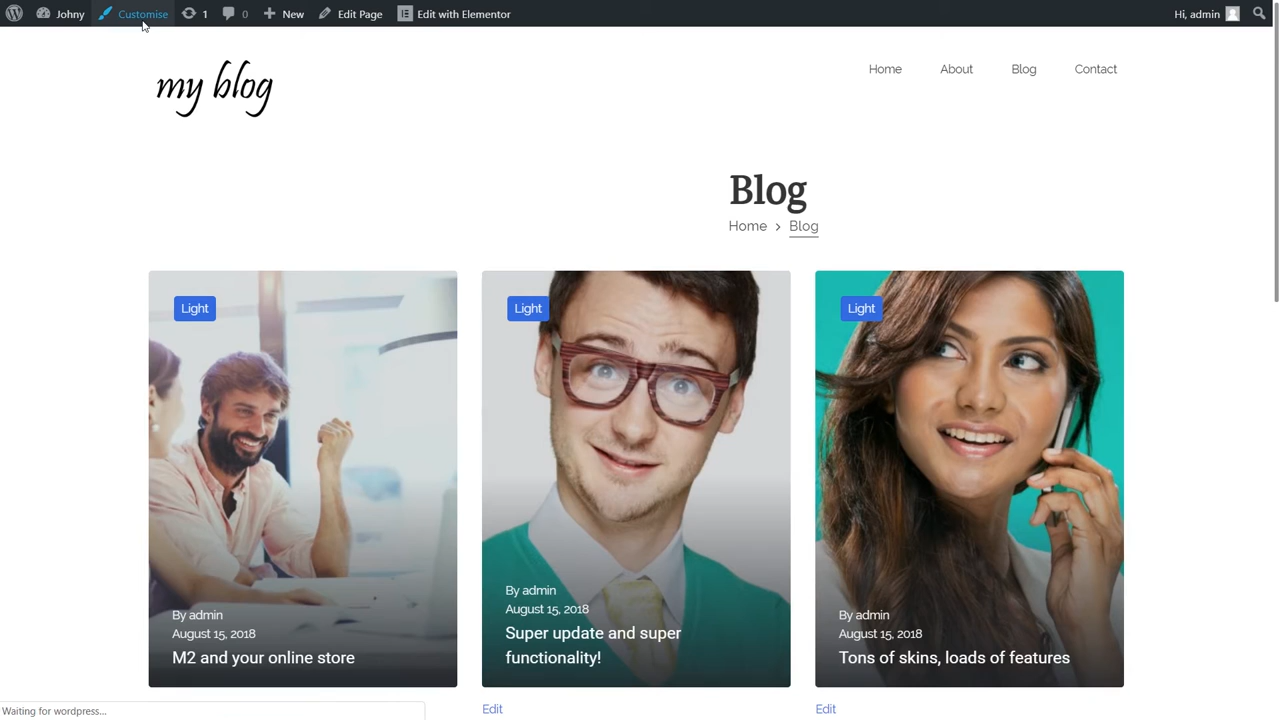 Johny Customise 1 0 New Edit Page Edit with Elementor Hi, admin
my blog
Home About Blog Contact
Blog
Home > Blog
Light
By admin
August 15, 2018
M2 and your online store
Light
By admin
August 15, 2018
Super update and super
functionality!
Edit
Light
By admin
August 15, 2018
Tons of skins, loads of features
Edit
Waiting for wordpress...